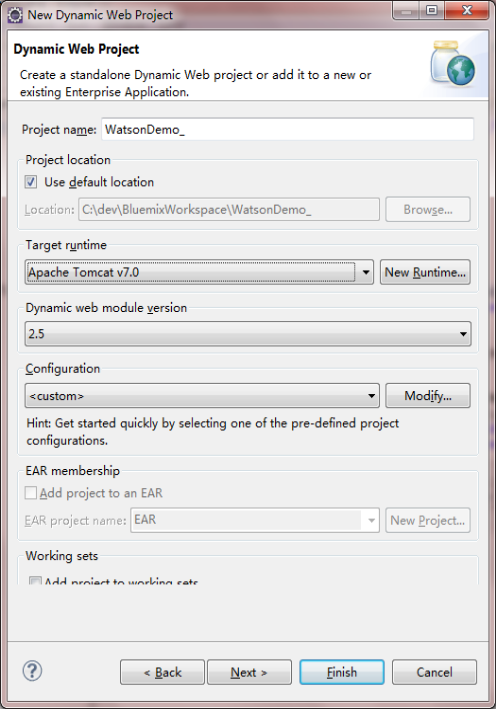 New Dynamic Web Project
Dynamic Web Project
Create a standalone Dynamic Web project or add it to a new or
existing Enterprise Application.
Project name: WatsonDemo_
Project location
Use default location
Location: C:\dev\BluemixWorkspace\WatsonDemo_ Browse...
Target runtime
Apache Tomcat v7.0 New Runtime...
Dynamic web module version
2.5
Configuration
<custom> Modify...
Hint: Get started quickly by selecting one of the pre-defined project
configurations.
EAR membership
Add project to an EAR
EAR project name: EAR New Project...
Working sets
Add project to working sets
? < Back Next > Finish Cancel